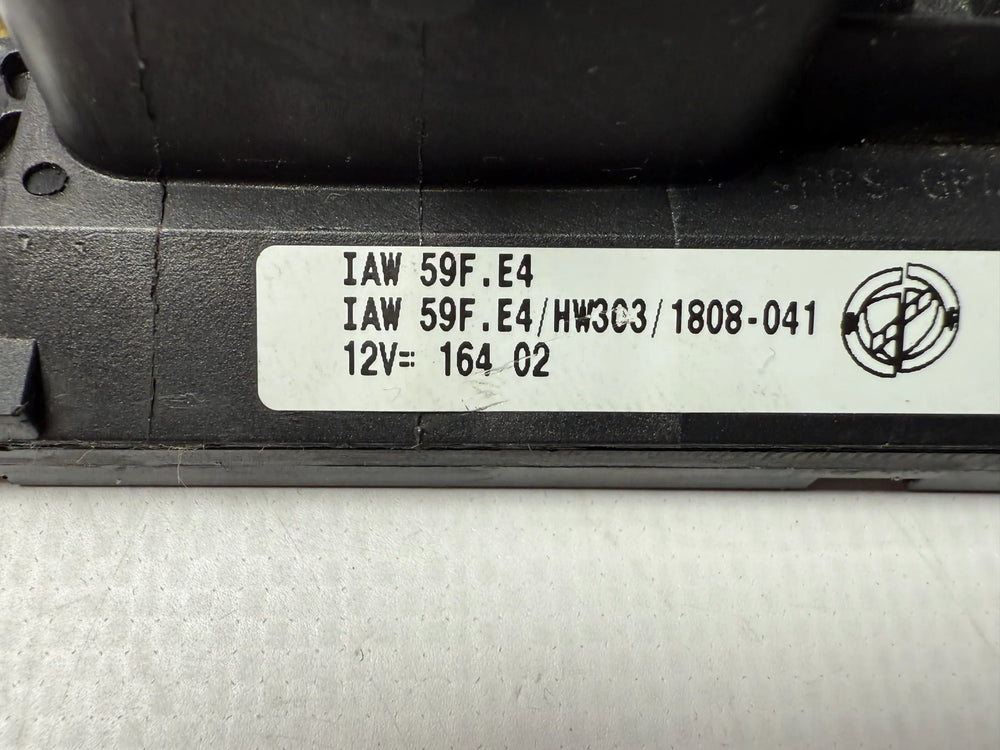 IAW 59F.E4
IAW 59F.E4/HW303/1808-041
12V= 164 02